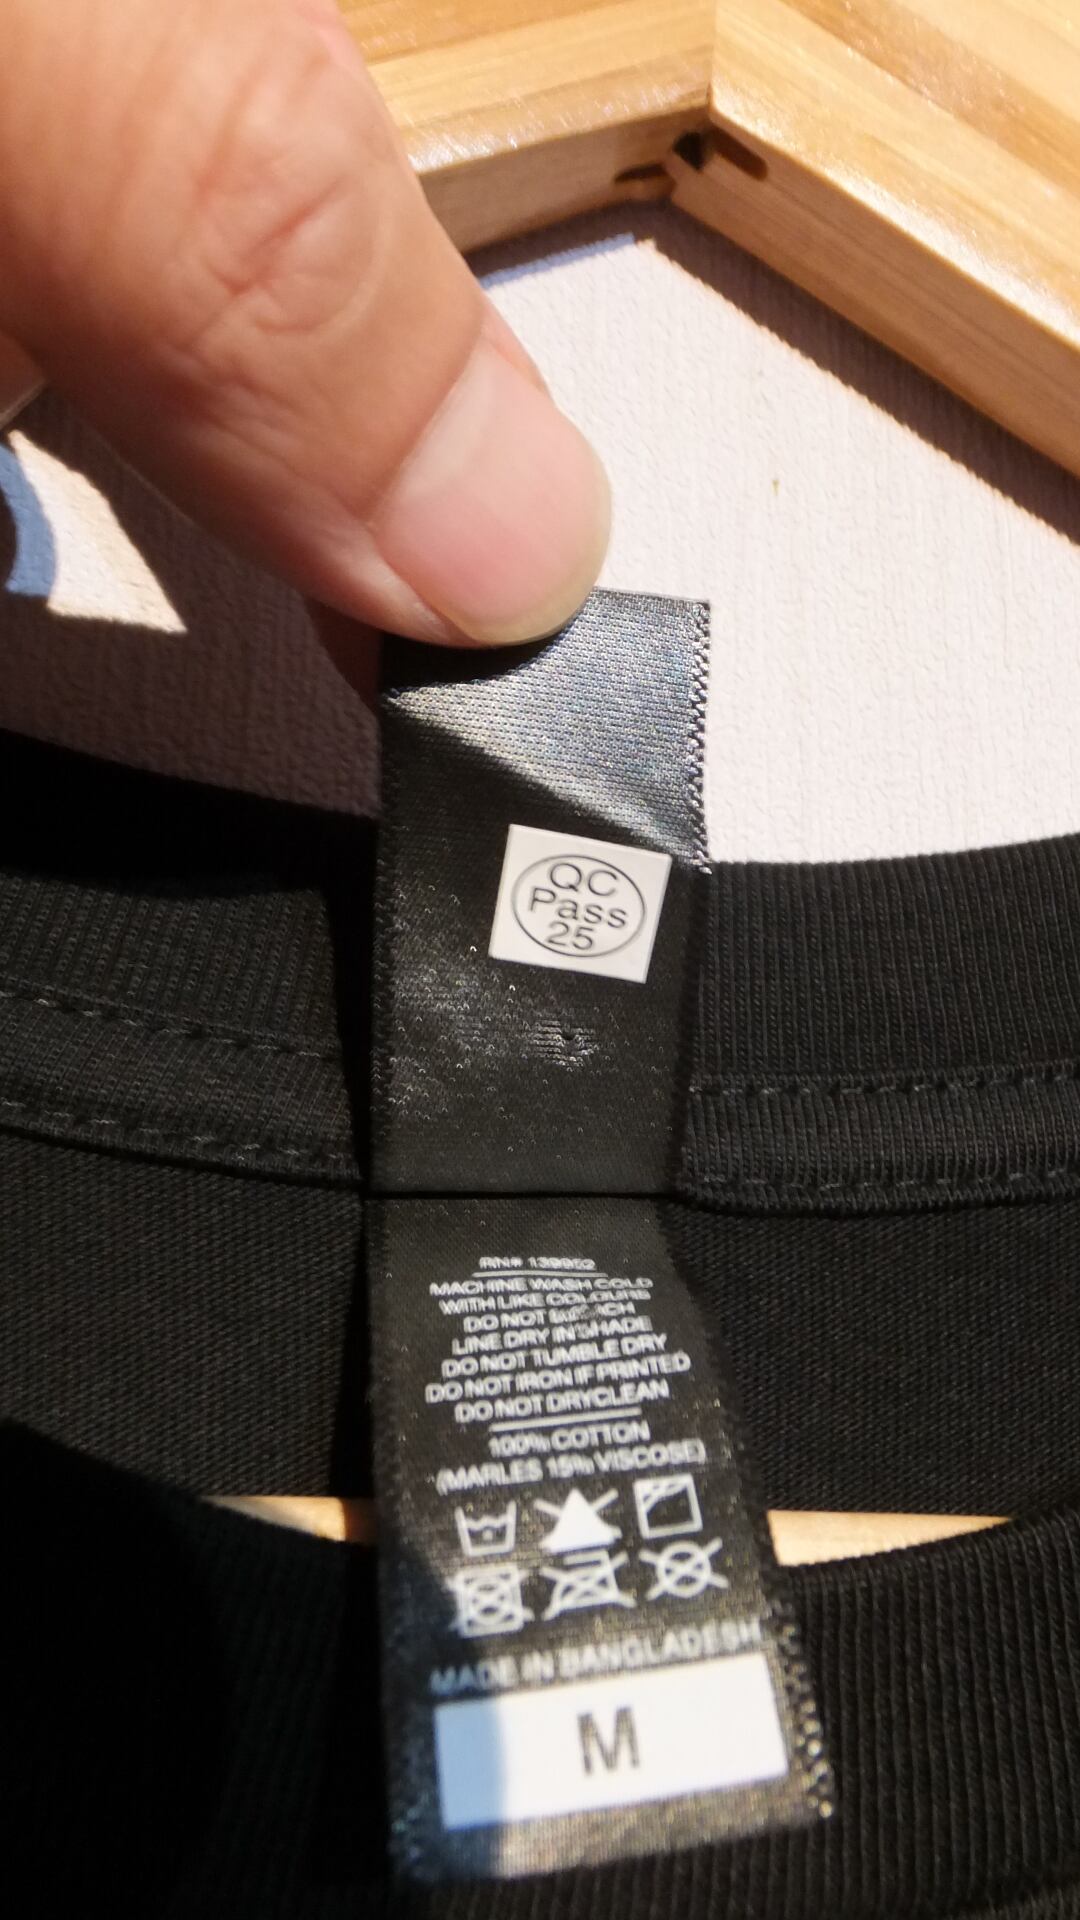 QC
Pass
25
RN# 139952
MACHINE WASH COLD
WITH LIKE COLOURS
DO NOT BLEACH
LINE DRY IN SHADE
DO NOT TUMBLE DRY
DO NOT IRON IF PRINTED
DO NOT DRYCLEAN
100% COTTON
(MARLES 15% VISCOSE)
MADE IN BANGLADESH
M